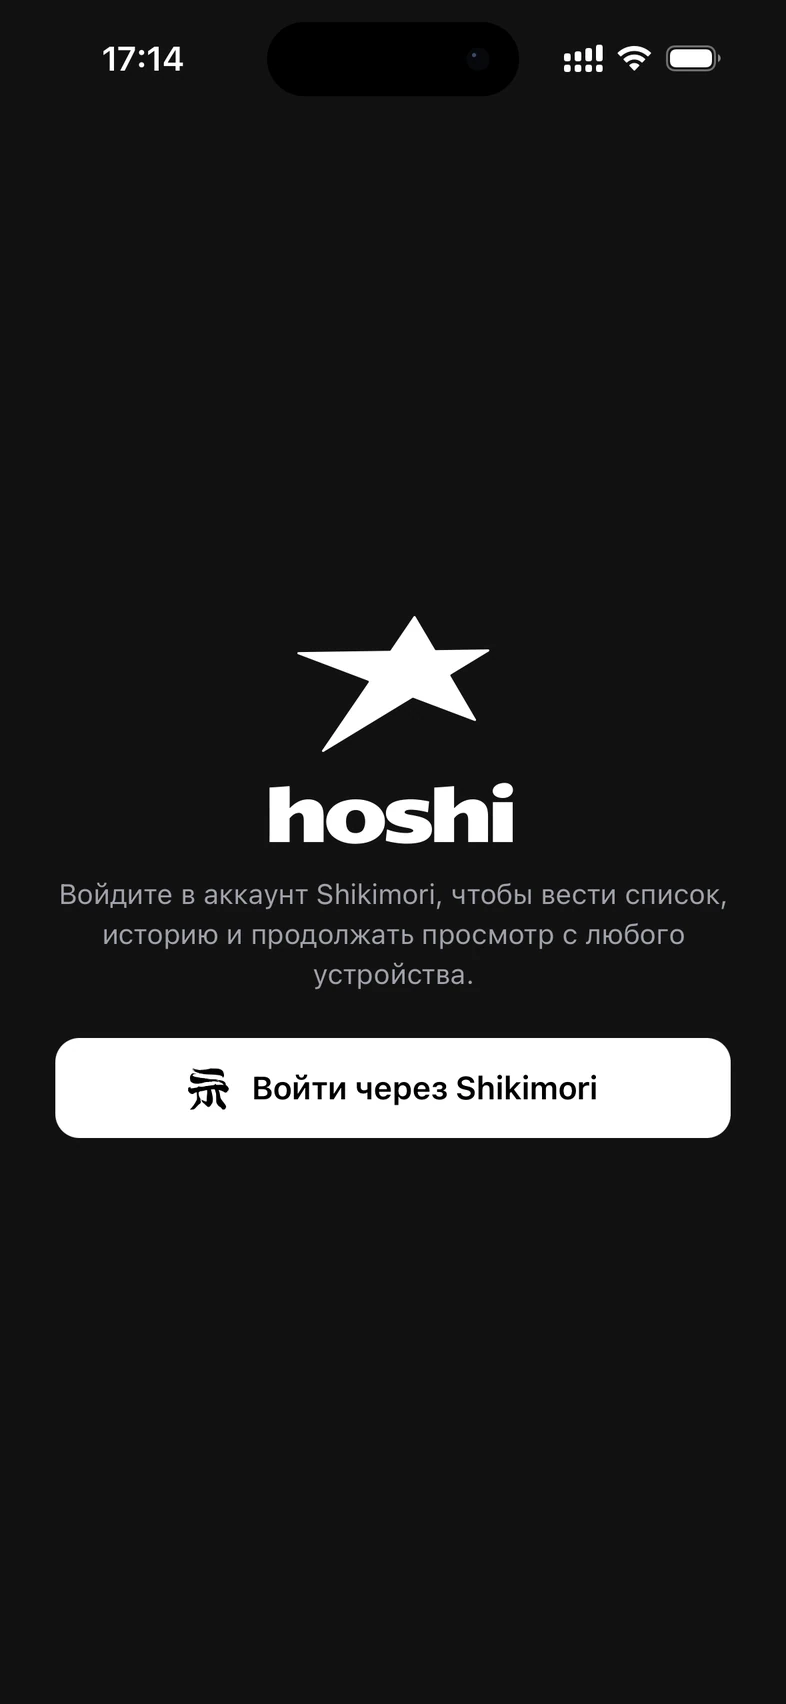 17:14
hoshi
Войдите в аккаунт Shikimori, чтобы вести список,
историю и продолжать просмотр с любого
устройства.
Войти через Shikimori